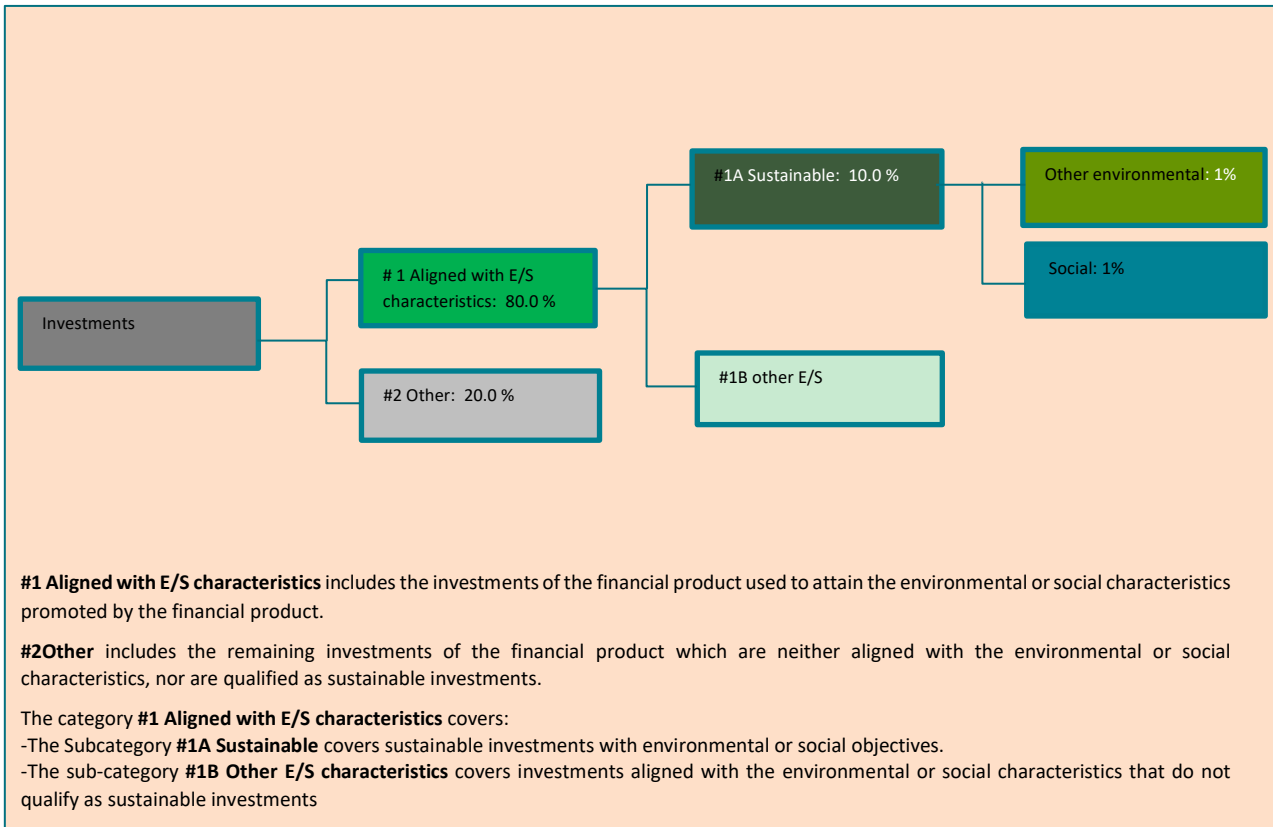 #1A Sustainable: 10.0 %
Other environmental: 1%
# 1 Aligned with E/S
characteristics: 80.0 %
Social: 1%
Investments
#2 Other: 20.0 %
#1B other E/S
#1 Aligned with E/S characteristics includes the investments of the financial product used to attain the environmental or social characteristics
promoted by the financial product.
#2Other includes the remaining investments of the financial product which are neither aligned with the environmental or social
characteristics, nor are qualified as sustainable investments.
The category #1 Aligned with E/S characteristics covers:
-The Subcategory #1A Sustainable covers sustainable investments with environmental or social objectives.
-The sub-category #1B Other E/S characteristics covers investments aligned with the environmental or social characteristics that do not
qualify as sustainable investments